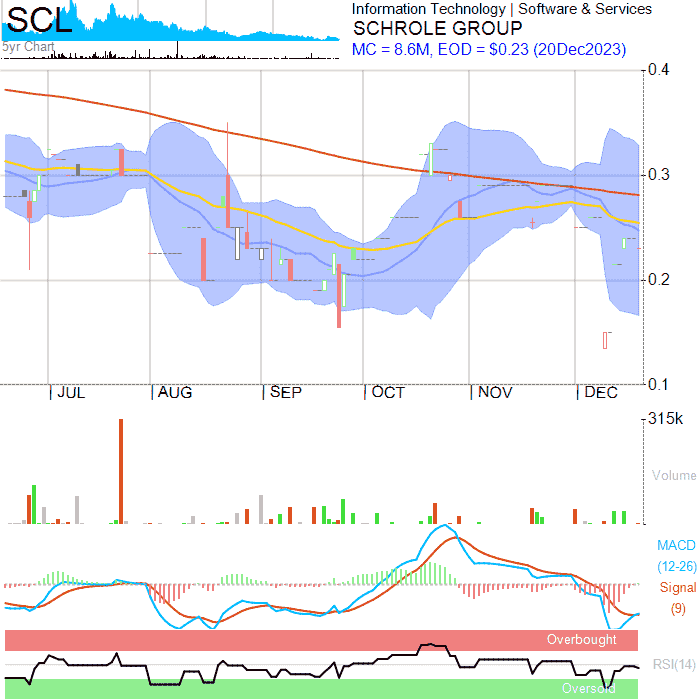 SCL
5yr Chart
Information Technology | Software & Services
SCHROLE GROUP
MC = 8.6M, EOD = $0.23 (20Dec2023)
0.4
0.3
0.2
0.1
JUL AUG SEP OCT NOV DEC
315k
Volume
MACD
(12-26)
Signal
(9)
Overbought
RSI(14)
Oversold